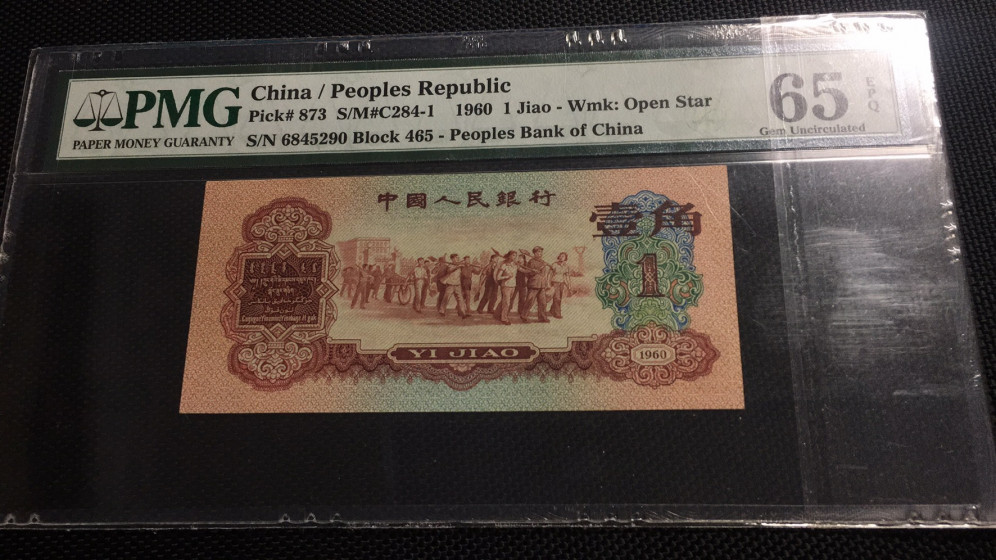 PMG
PAPER MONEY GUARANTY
China / Peoples Republic
Pick# 873 S/M#C284-1 1960 1 Jiao - Wmk: Open Star
S/N 6845290 Block 465 - Peoples Bank of China
65 EPQ
Gem Uncirculated
中國人民銀行
壹角
1
YI JIAO
1960